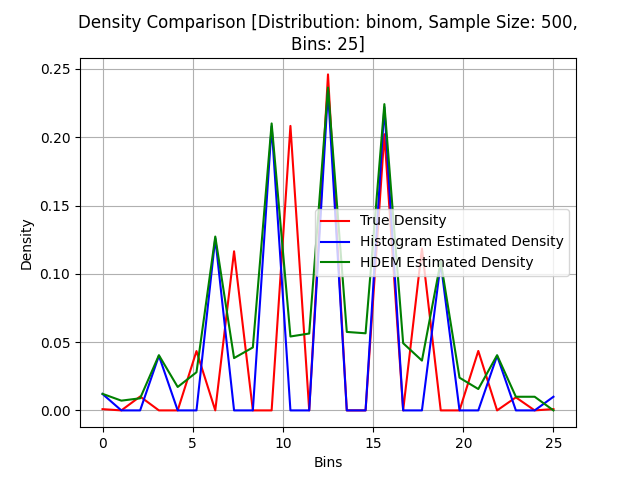 Density Comparison [Distribution: binom, Sample Size: 500,
Bins: 25]
0.25
0.20
0.15
0.10
0.05
0.00
Density
True Density
Histogram Estimated Density
HDEM Estimated Density
0 5 10 15 20 25
Bins